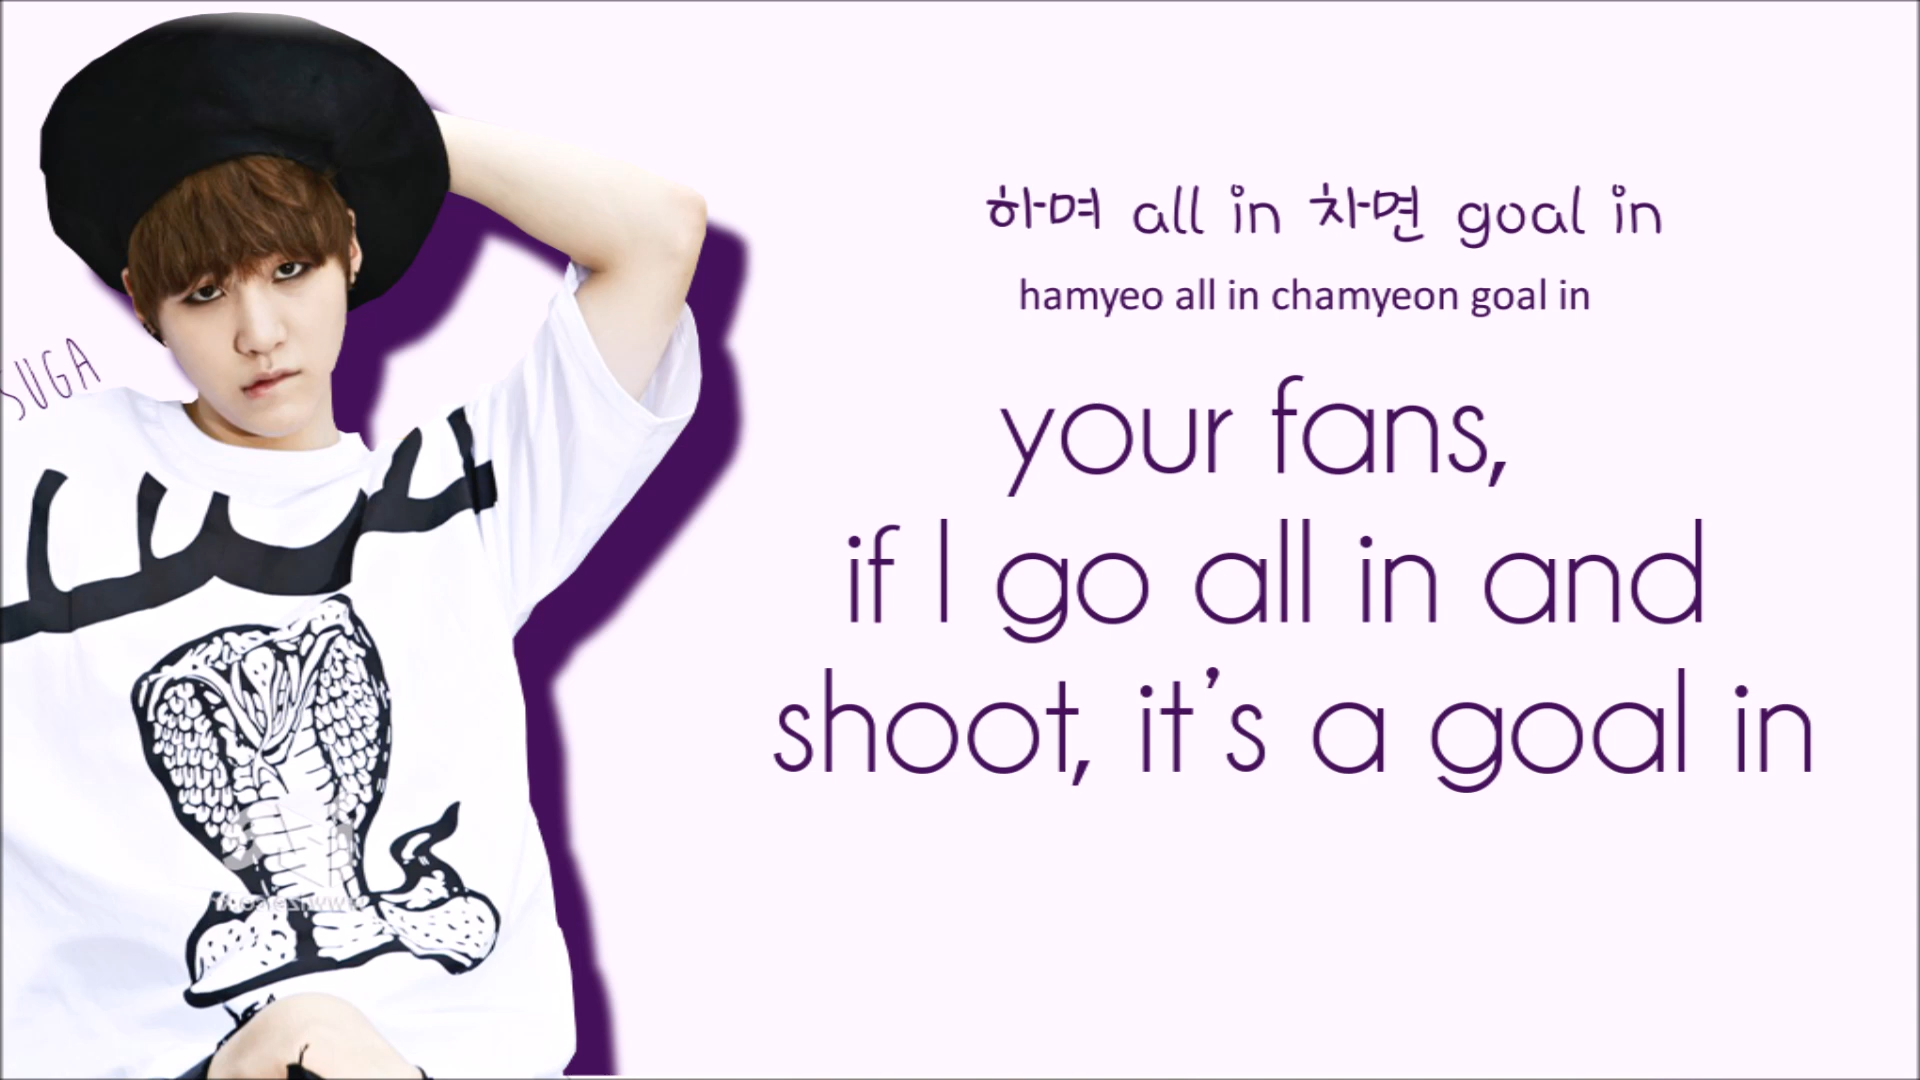 SUGA
하며 all in 차면 goal in
hamyeo all in chamyeon goal in
your fans,
if I go all in and
shoot, it's a goal in